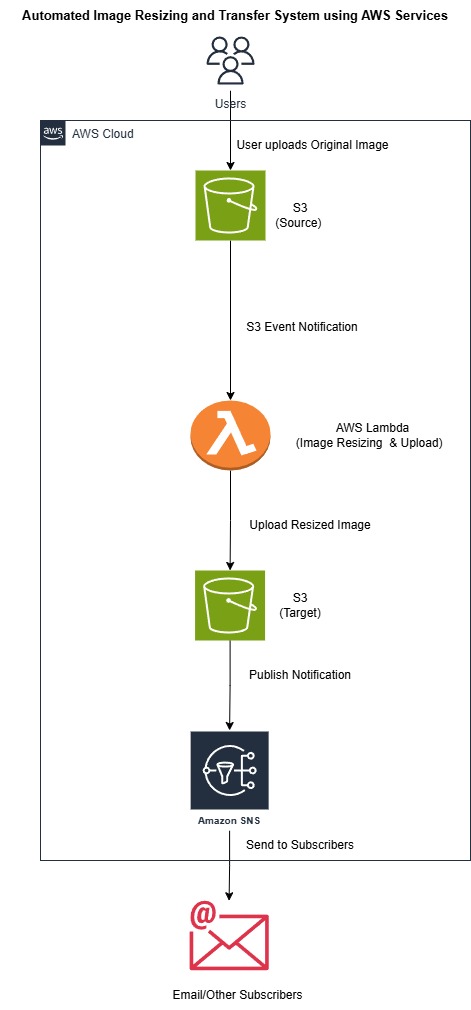 Automated Image Resizing and Transfer System using AWS Services
Users
aws
AWS Cloud
User uploads Original Image
S3
(Source)
S3 Event Notification
AWS Lambda
(Image Resizing & Upload)
Upload Resized Image
S3
(Target)
Publish Notification
Amazon SNS
Send to Subscribers
@
Email/Other Subscribers